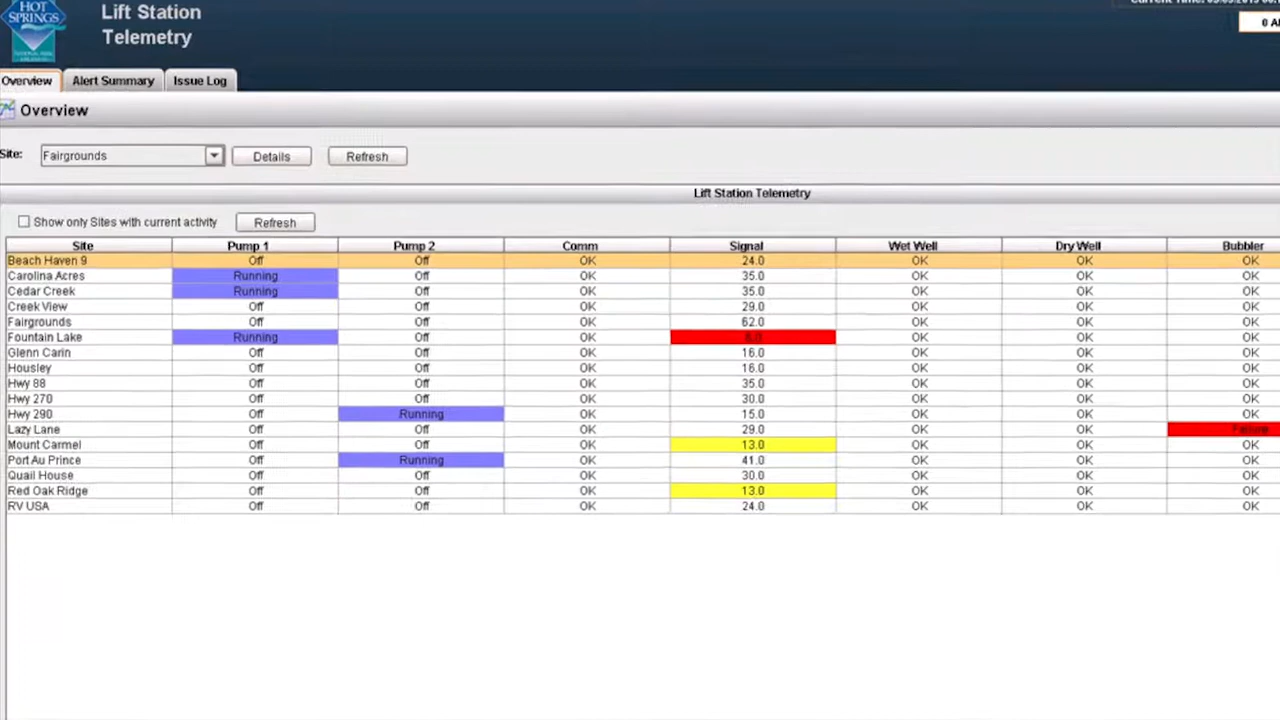 HOT
SPRINGS
Lift Station
Telemetry
Overview Alert Summary Issue Log
Overview
Site: Fairgrounds Details Refresh
Lift Station Telemetry
Show only Sites with current activity Refresh
Site Pump 1 Pump 2 Comm Signal Wet Well Dry Well Bubbler
Beach Haven 9 Off Off OK 24.0 OK OK OK
Carolina Acres Running Off OK 35.0 OK OK OK
Cedar Creek Running Off OK 35.0 OK OK OK
Creek View Off Off OK 29.0 OK OK OK
Fairgrounds Off Off OK 62.0 OK OK OK
Fountain Lake Running Off OK OK OK OK
Glenn Carin Off Off OK 16.0 OK OK OK
Housley Off Off OK 16.0 OK OK OK
Hwy 88 Off Off OK 35.0 OK OK OK
Hwy 270 Off Off OK 30.0 OK OK OK
Hwy 290 Off Running OK 15.0 OK OK OK
Lazy Lane Off Off OK 29.0 OK OK Failure
Mount Carmel Off Off OK 13.0 OK OK OK
Port Au Prince Off Running OK 41.0 OK OK OK
Quail House Off Off OK 30.0 OK OK OK
Red Oak Ridge Off Off OK 13.0 OK OK OK
RV USA Off Off OK 24.0 OK OK OK